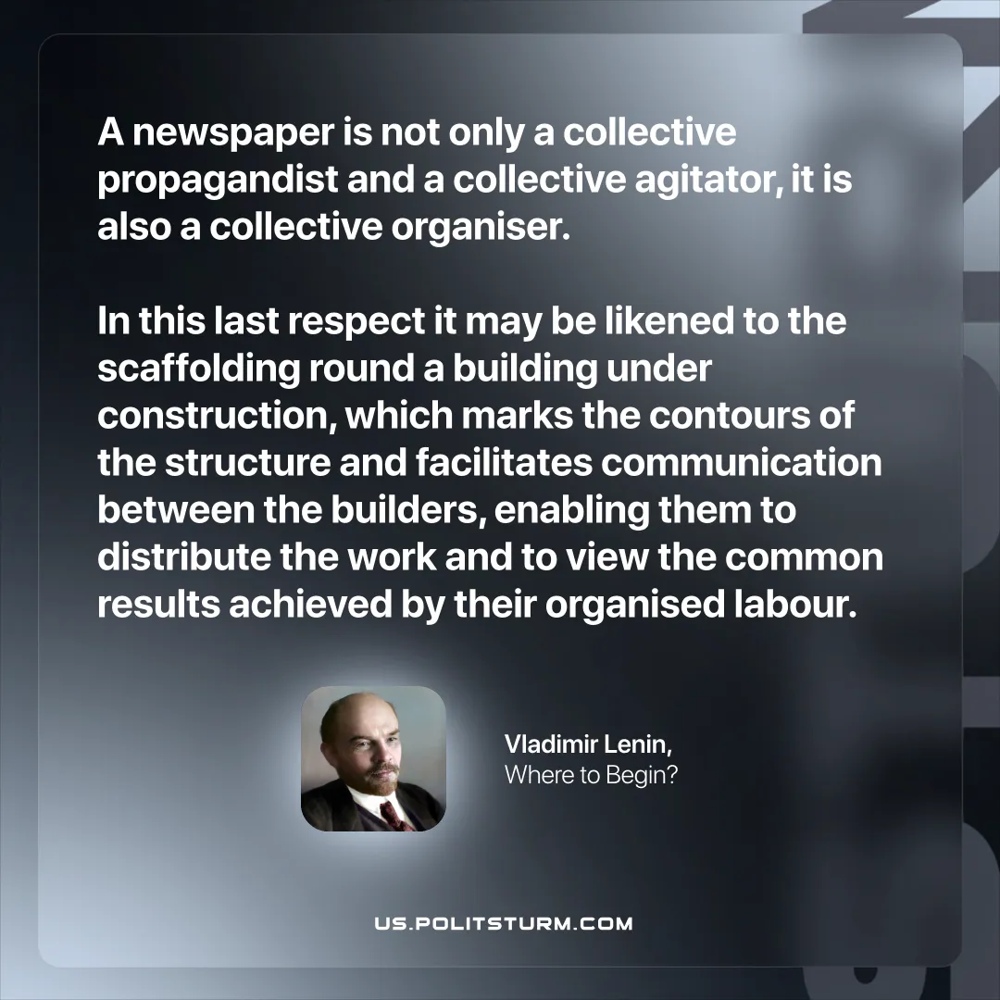 A newspaper is not only a collective
propagandist and a collective agitator, it is
also a collective organiser.
In this last respect it may be likened to the
scaffolding round a building under
construction, which marks the contours of
the structure and facilitates communication
between the builders, enabling them to
distribute the work and to view the common
results achieved by their organised labour.
Vladimir Lenin,
Where to Begin?
US.POLITSTURM.COM